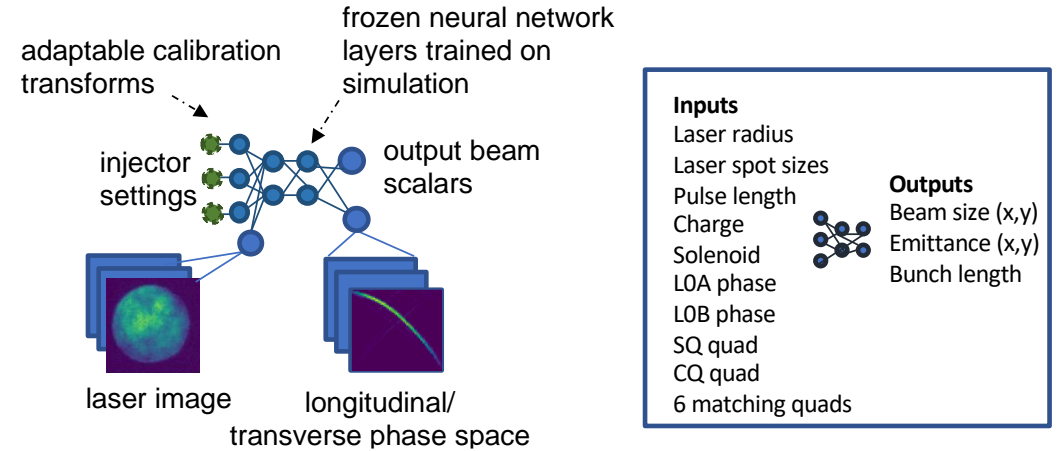 frozen neural network
layers trained on
simulation
adaptable calibration
transforms
injector
settings
output beam
scalars
laser image
longitudinal/
transverse phase space
Inputs
Laser radius
Laser spot sizes
Pulse length
Charge
Solenoid
L0A phase
L0B phase
SQ quad
CQ quad
6 matching quads
Outputs
Beam size (x,y)
Emittance (x,y)
Bunch length